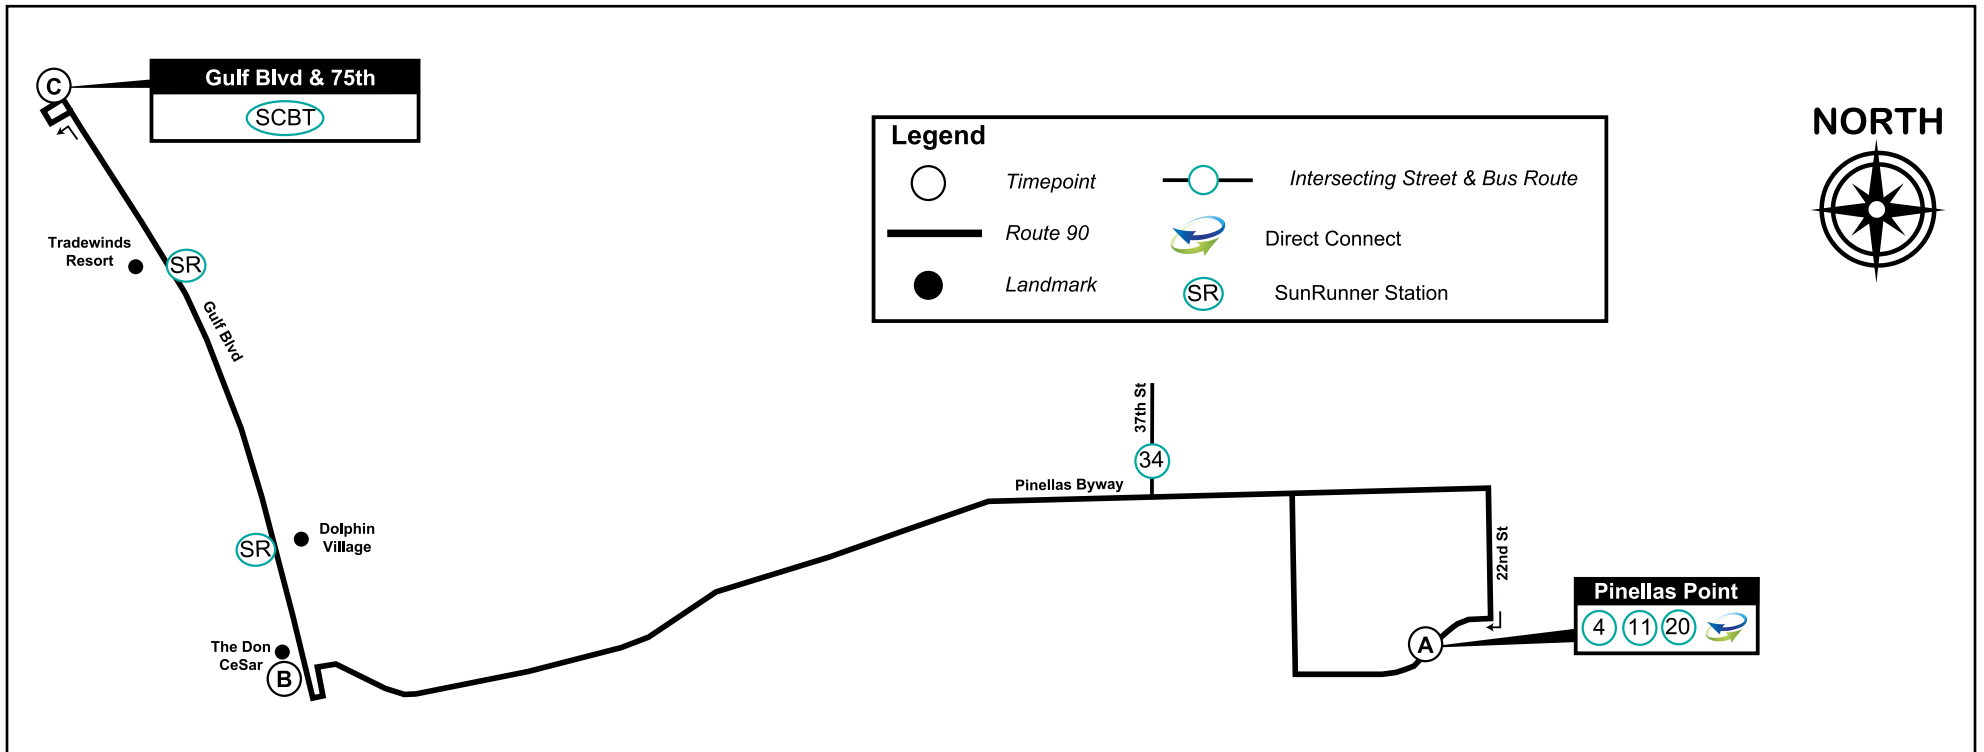 C
Gulf Blvd & 75th
SCBT
Legend
Timepoint
Intersecting Street & Bus Route
Route 90
Direct Connect
Landmark
SR
SunRunner Station
NORTH
Tradewinds
Resort
SR
Gulf Blvd
37th St
34
Pinellas Byway
SR
Dolphin
Village
22nd St
Pinellas Point
4 11 20
A
The Don
CeSar
B